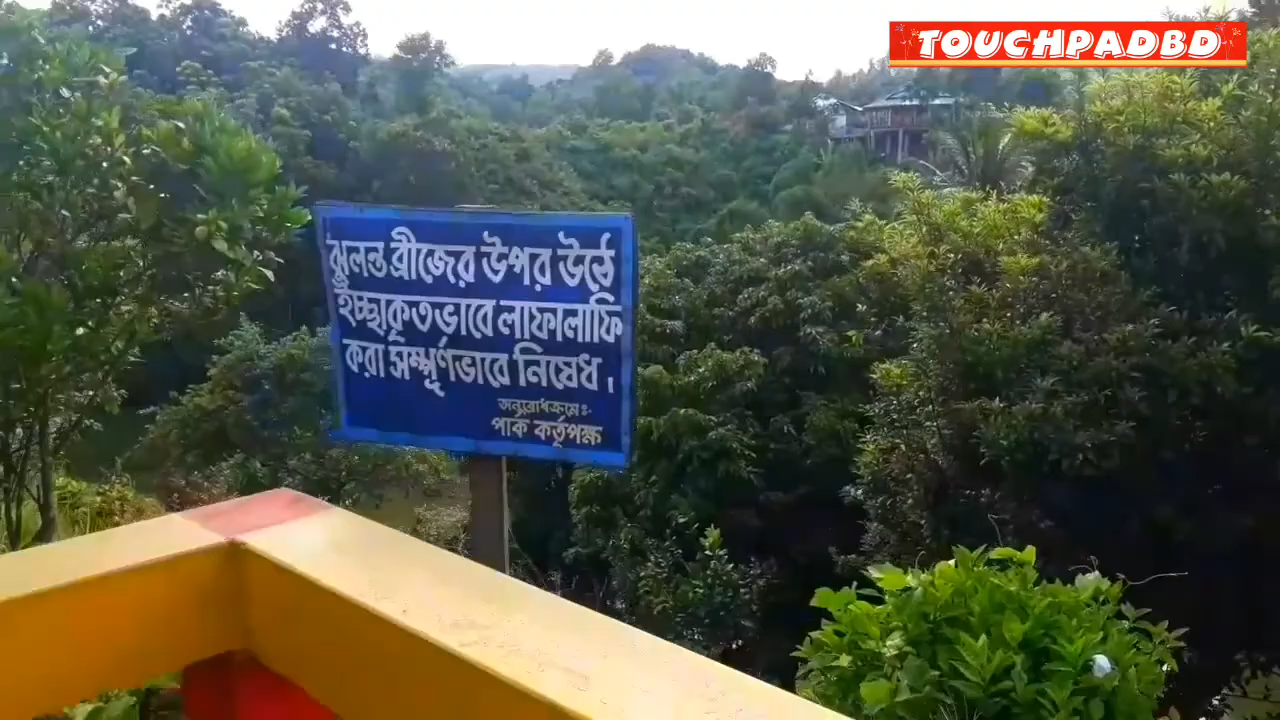 TOUCHPADBD
ঝুলন্ত ব্রীজের উপর উঠে
ইচ্ছাকৃতভাবে লাফালাফি
করা সম্পূর্ণভাবে নিষেধ।
অনুরোধক্রমেঃ-
পার্ক কর্তৃপক্ষ